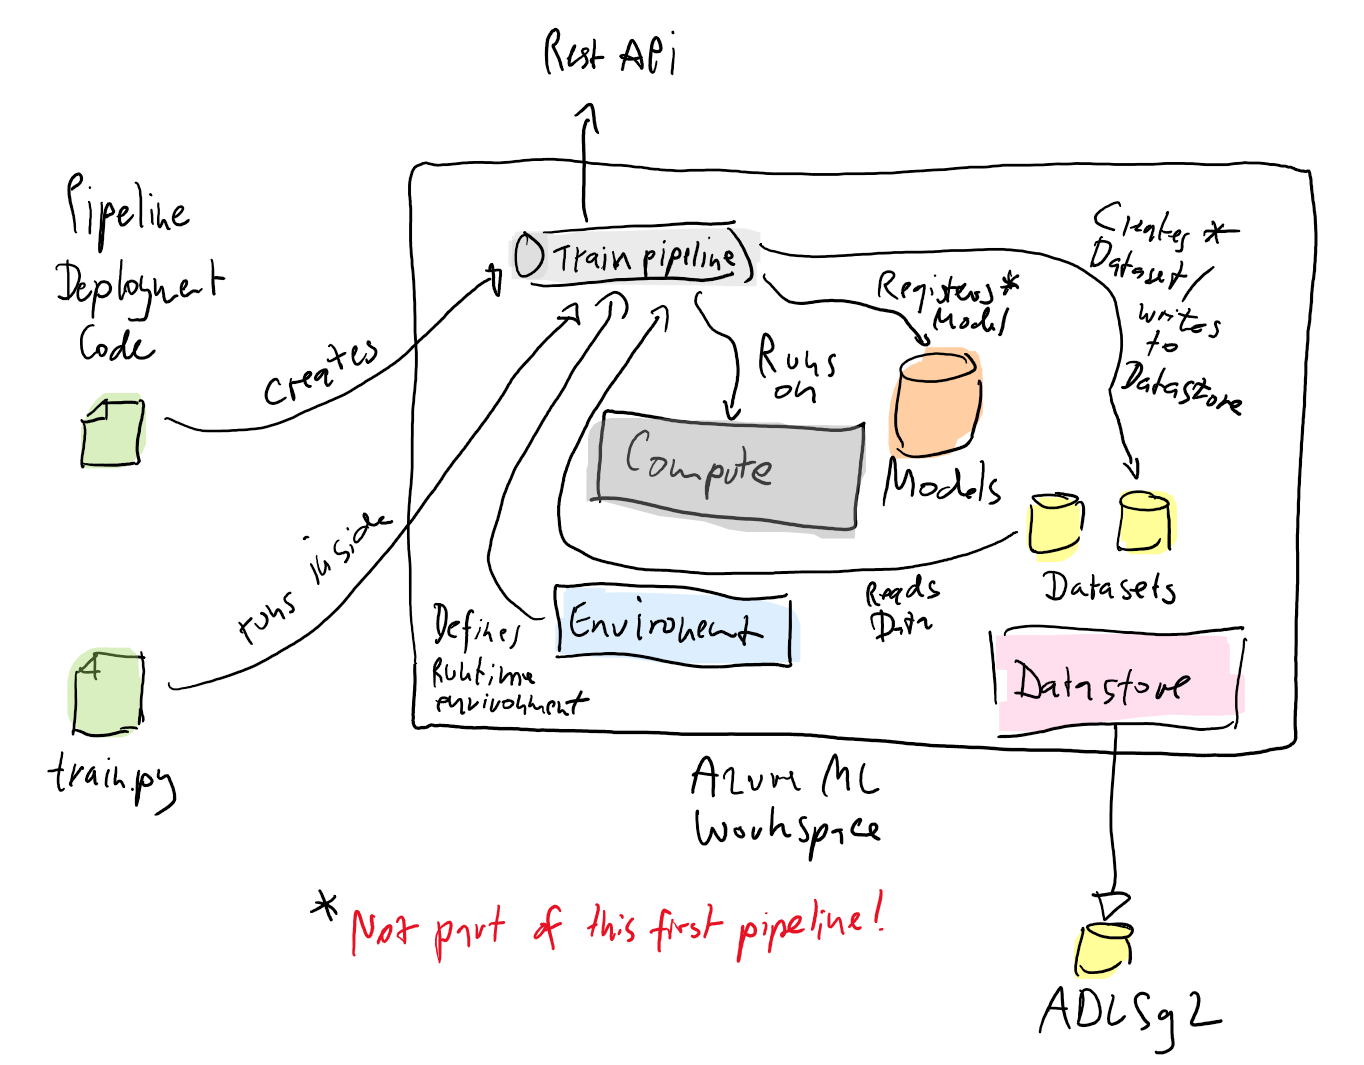 Rest API
Pipeline
Deployment
Code
Creates
Train pipeline
Creates *
Dataset /
writes
to
Datastore
Registers *
Model
Runs
on
Compute
Models
runs inside
Reads
Data
Datasets
Defines
Runtime
environment
Environment
Datastore
train.py
Azure ML
Workspace
* Not part of this first pipeline!
ADLSg2